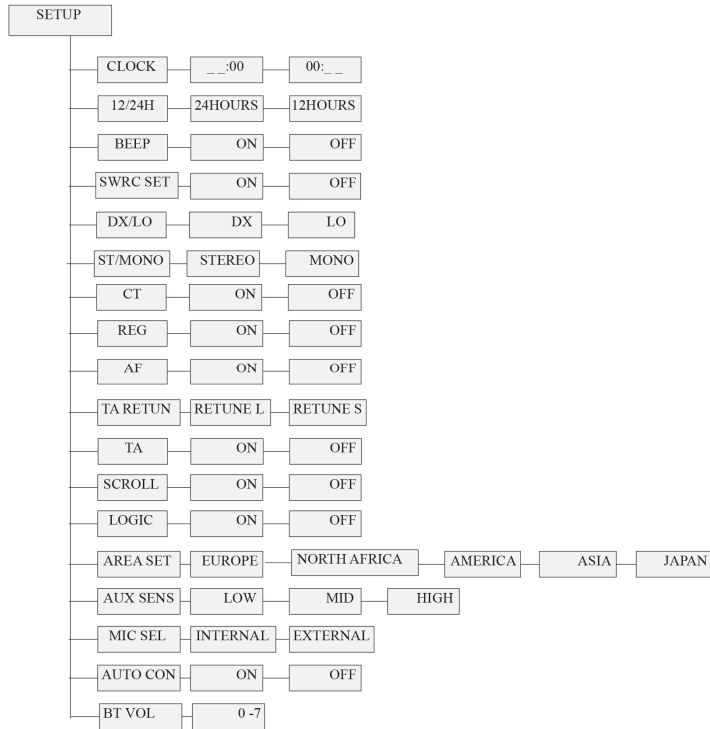 SETUP
CLOCK _ _:00 00:_ _
12/24H 24HOURS 12HOURS
BEEP ON OFF
SWRC SET ON OFF
DX/LO DX LO
ST/MONO STEREO MONO
CT ON OFF
REG ON OFF
AF ON OFF
TA RETUN RETUNE L RETUNE S
TA ON OFF
SCROLL ON OFF
LOGIC ON OFF
AREA SET EUROPE NORTH AFRICA AMERICA ASIA JAPAN
AUX SENS LOW MID HIGH
MIC SEL INTERNAL EXTERNAL
AUTO CON ON OFF
BT VOL 0 -7